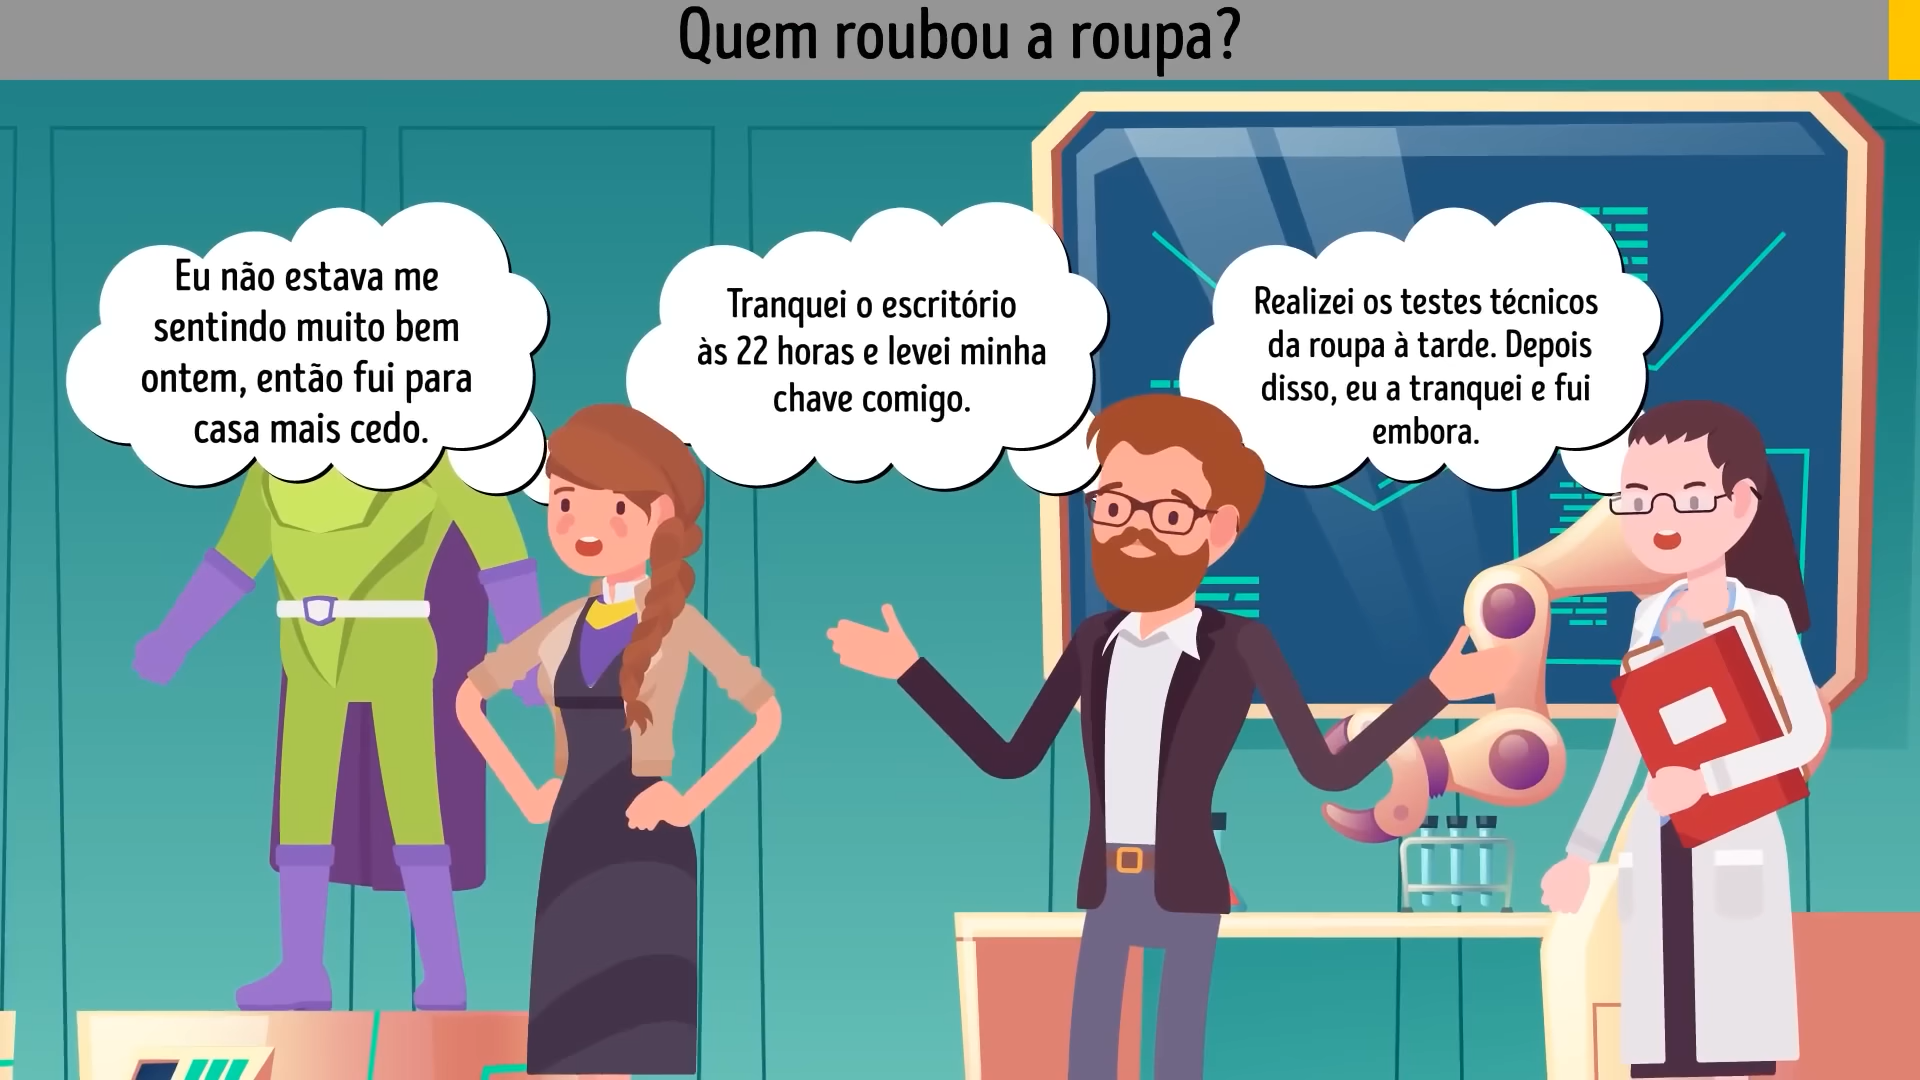 Quem roubou a roupa?
Eu não estava me
sentindo muito bem
ontem, então fui para
casa mais cedo.
Tranquei o escritório
às 22 horas e levei minha
chave comigo.
Realizei os testes técnicos
da roupa à tarde. Depois
disso, eu a tranquei e fui
embora.